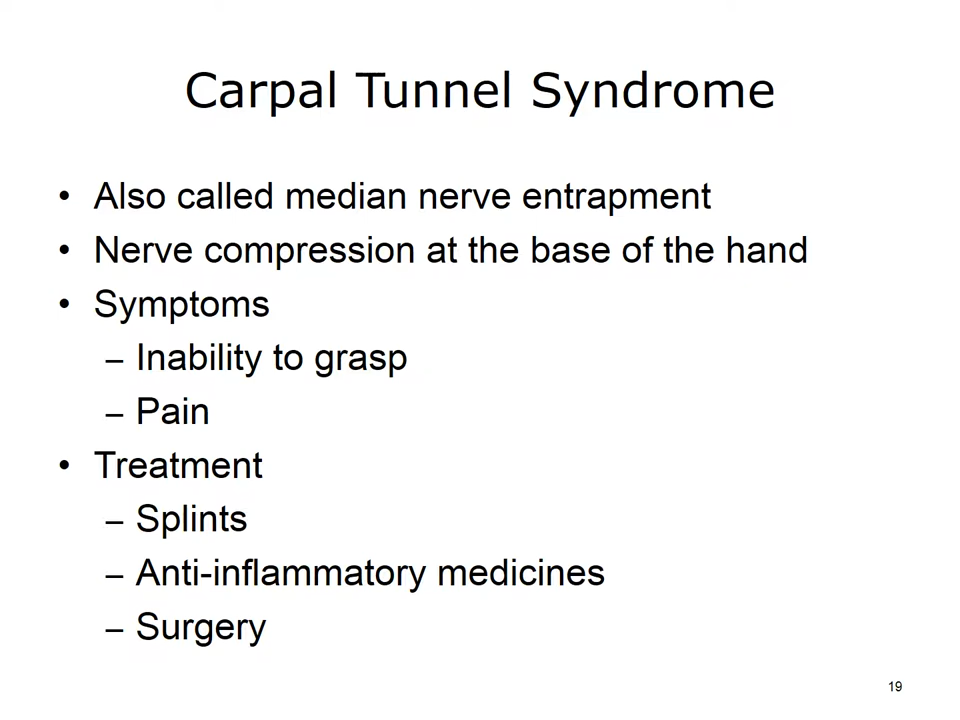 Carpal Tunnel Syndrome
• Also called median nerve entrapment
• Nerve compression at the base of the hand
• Symptoms
– Inability to grasp
– Pain
• Treatment
– Splints
– Anti-inflammatory medicines
– Surgery
19